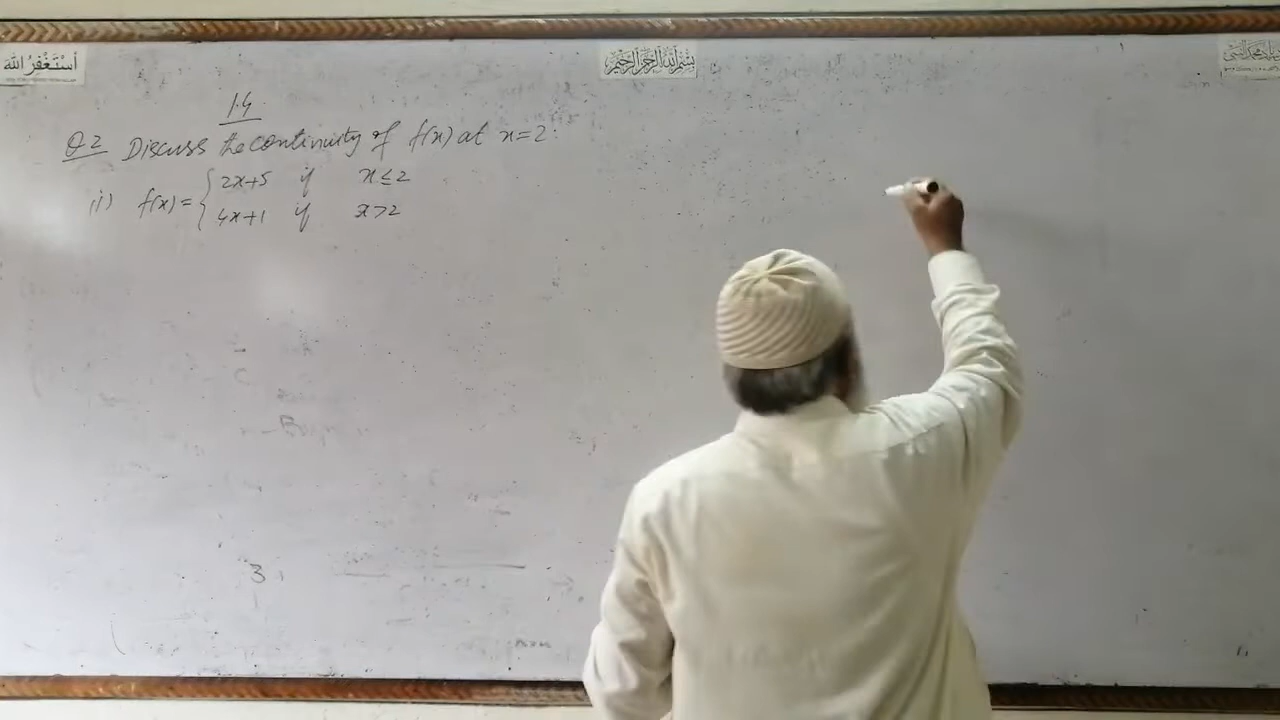 أستغفر الله
بسم الله الرحمن الرحيم
1.4
Q2 Discuss the continuity of f(x) at x=2:
i) f(x)= { 2x+5 if x≤2
4x+1 if x>2
3